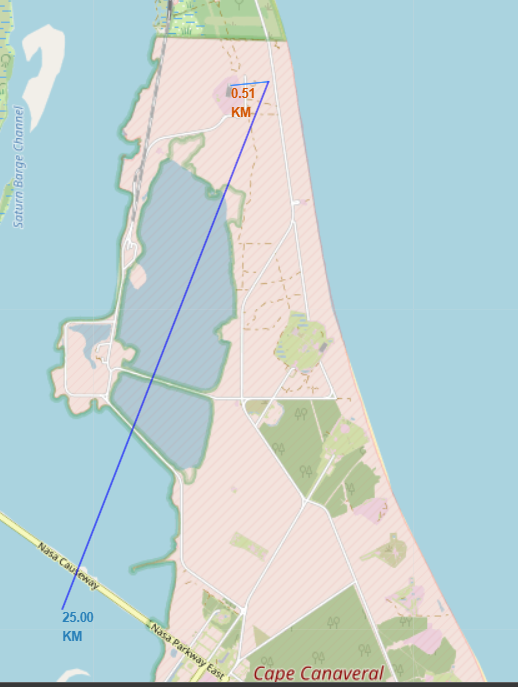 0.51
KM
Saturn Barge Channel
Nasa Causeway
25.00
KM
Nasa Parkway East
Cape Canaveral